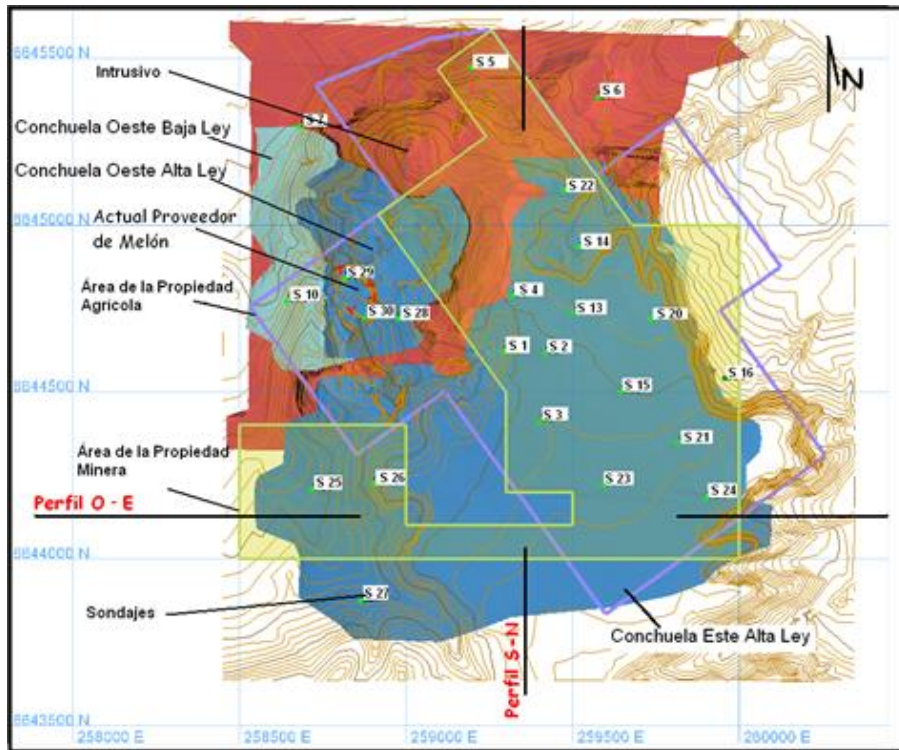 6645500 N
S 5
N
Intrusivo
S 6
S 7
Conchuela Oeste Baja Ley
Conchuela Oeste Alta Ley
S 22
Actual Proveedor
de Melón
6645000 N
S 14
S 29
Área de la Propiedad
Agrícola
S 10
S 4
S 30
S 28
S 13
S 20
S 1
S 2
S 16
6644500 N
S 15
S 3
S 21
Área de la Propiedad
Minera
S 25
S 26
S 23
S 24
Perfil O - E
6644000 N
Sondajes
S 27
Conchuela Este Alta Ley
Perfil S-N
6643500 N
258000 E
258500 E
259000 E
259500 E
260000 E